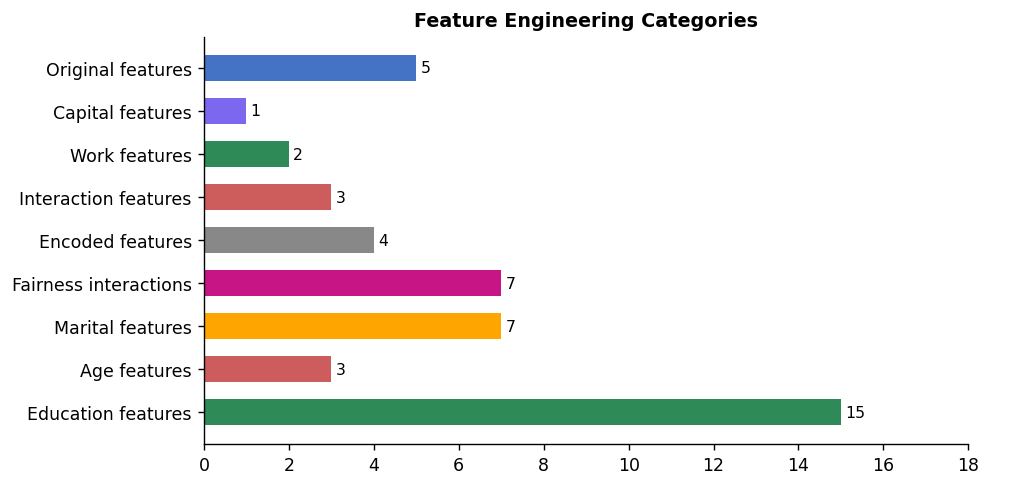 Feature Engineering Categories
Original features 5
Capital features 1
Work features 2
Interaction features 3
Encoded features 4
Fairness interactions 7
Marital features 7
Age features 3
Education features 15
0 2 4 6 8 10 12 14 16 18